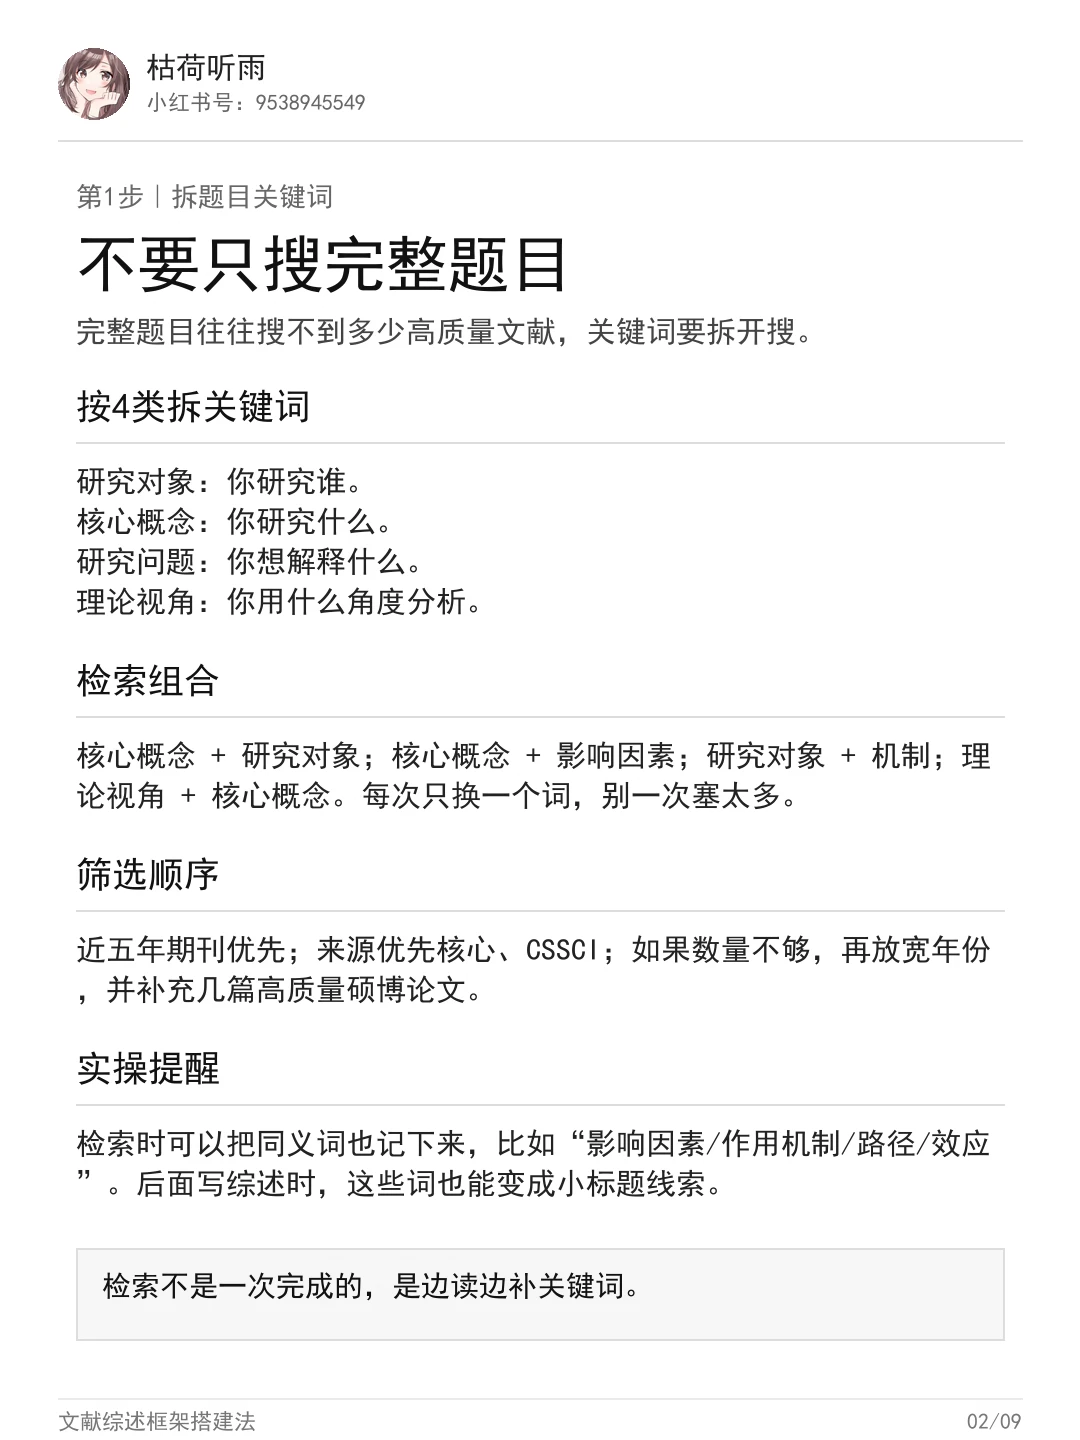 枯荷听雨
小红书号：9538945549
第1步｜拆题目关键词
不要只搜完整题目
完整题目往往搜不到多少高质量文献，关键词要拆开搜。
按4类拆关键词
研究对象：你研究谁。
核心概念：你研究什么。
研究问题：你想解释什么。
理论视角：你用什么角度分析。
检索组合
核心概念 + 研究对象；核心概念 + 影响因素；研究对象 + 机制；理
论视角 + 核心概念。每次只换一个词，别一次塞太多。
筛选顺序
近五年期刊优先；来源优先核心、CSSCI；如果数量不够，再放宽年份
，并补充几篇高质量硕博论文。
实操提醒
检索时可以把同义词也记下来，比如“影响因素/作用机制/路径/效应
”。后面写综述时，这些词也能变成小标题线索。
检索不是一次完成的，是边读边补关键词。
文献综述框架搭建法
02/09